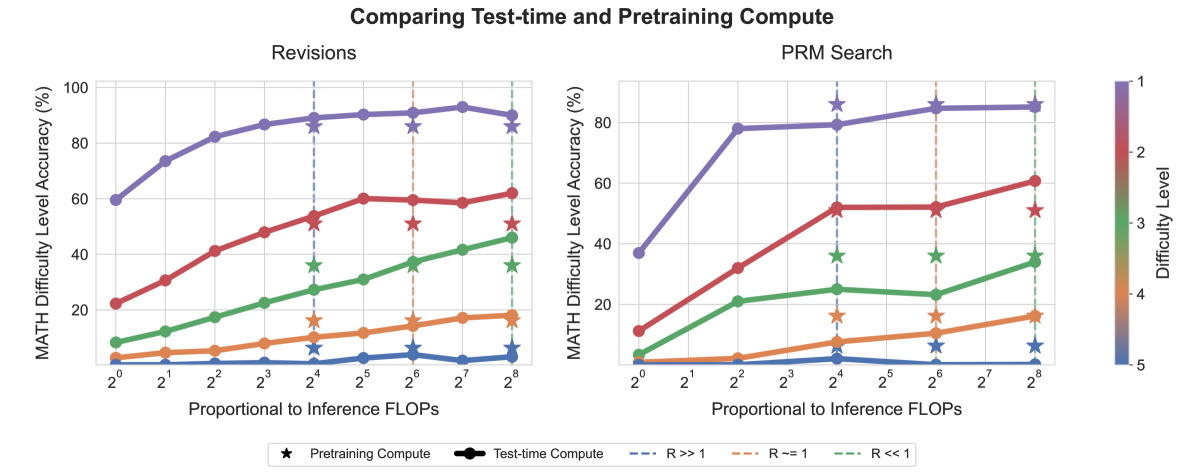 Comparing Test-time and Pretraining Compute
Revisions
MATH Difficulty Level Accuracy (%)
100
80
60
40
20
2^0 2^1 2^2 2^3 2^4 2^5 2^6 2^7 2^8
Proportional to Inference FLOPs
PRM Search
MATH Difficulty Level Accuracy (%)
80
60
40
20
2^0 2^1 2^2 2^3 2^4 2^5 2^6 2^7 2^8
Proportional to Inference FLOPs
1
2
3
4
5
Difficulty Level
Pretraining Compute Test-time Compute R >> 1 R ~= 1 R << 1